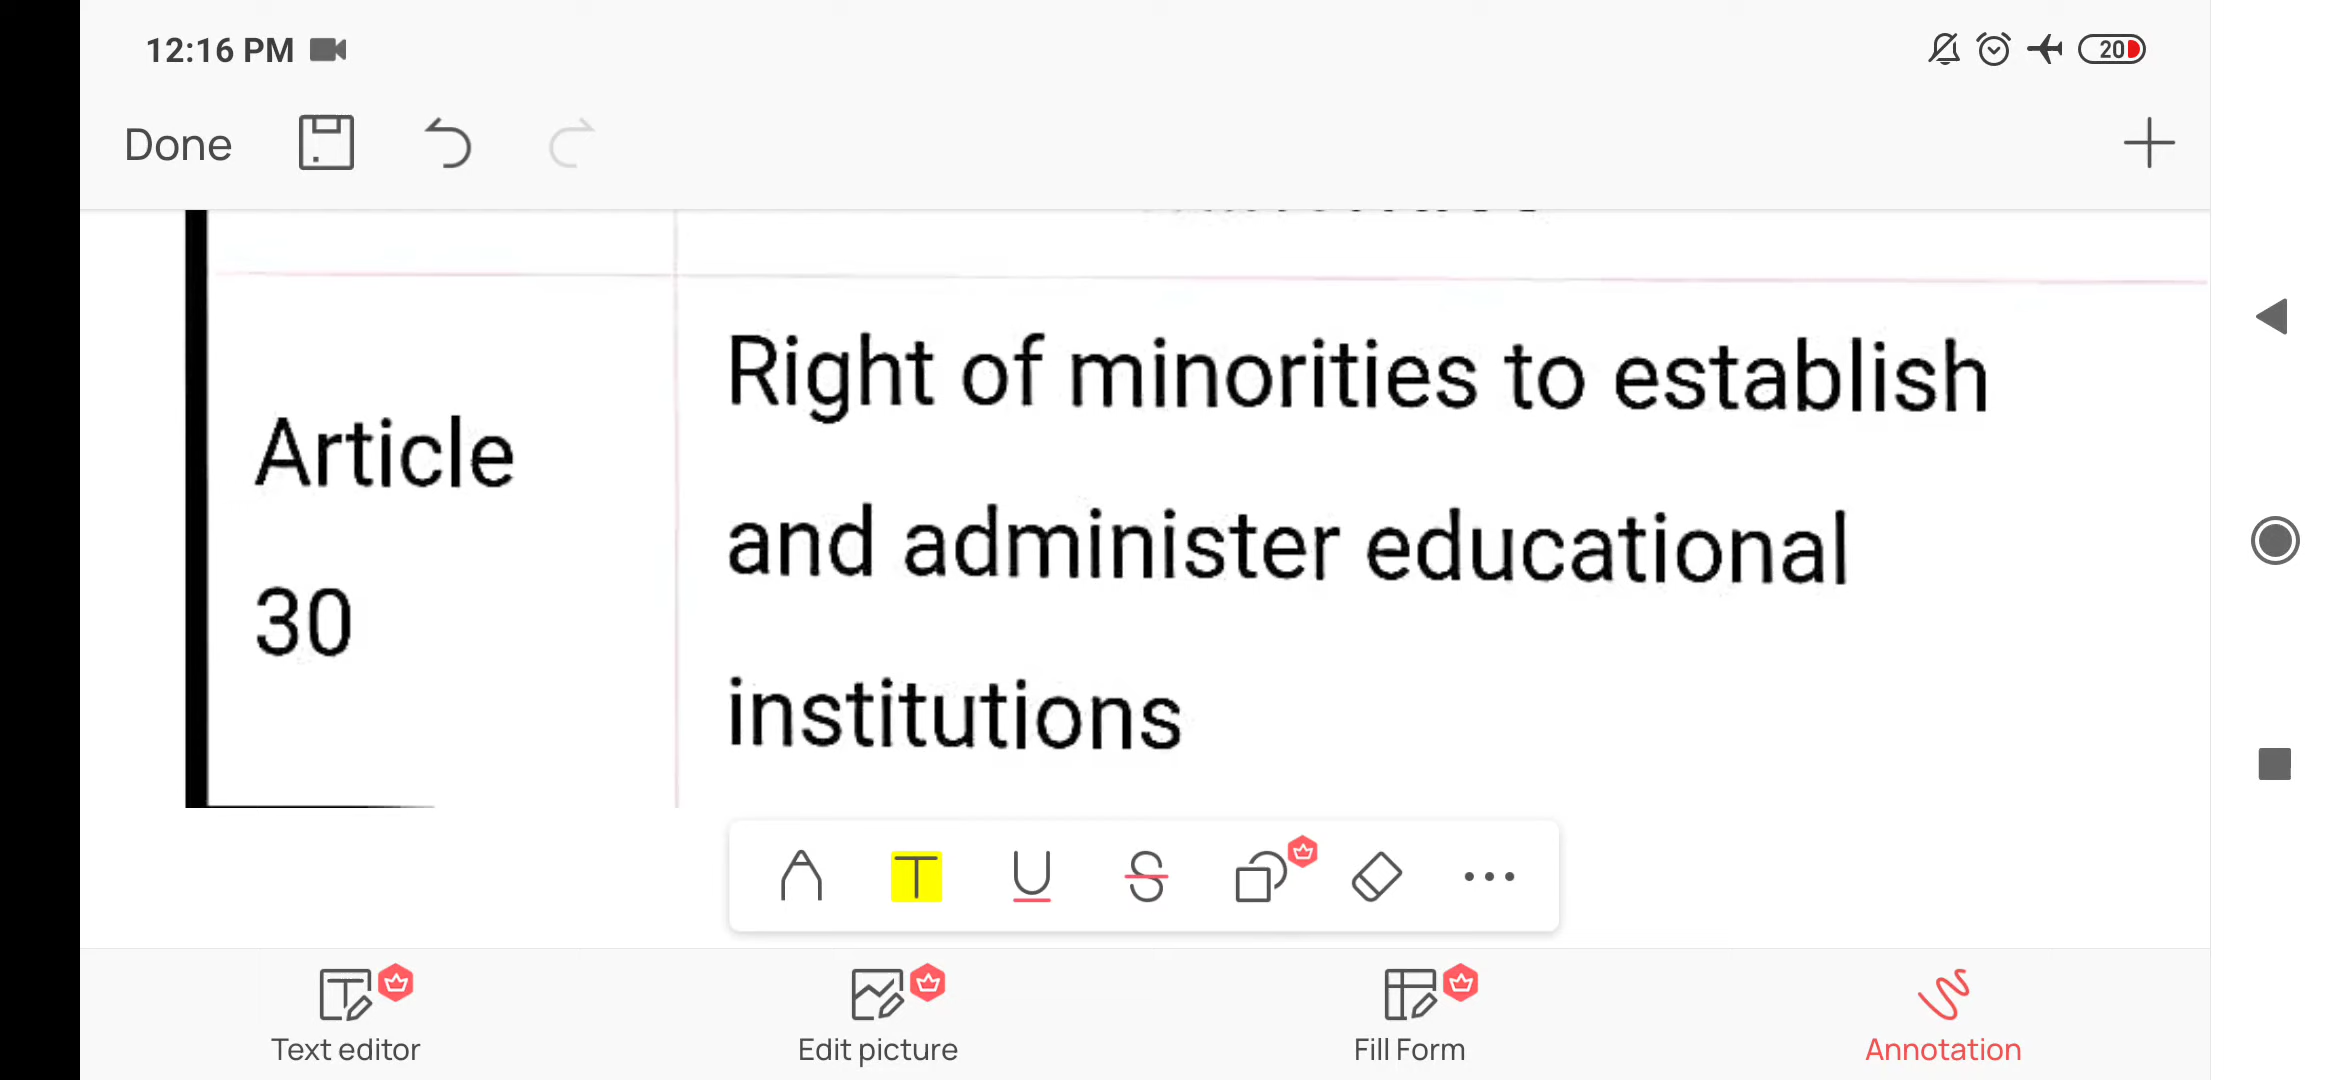 12:16 PM
20
Done
Article
30
Right of minorities to establish
and administer educational
institutions
Text editor
Edit picture
Fill Form
Annotation